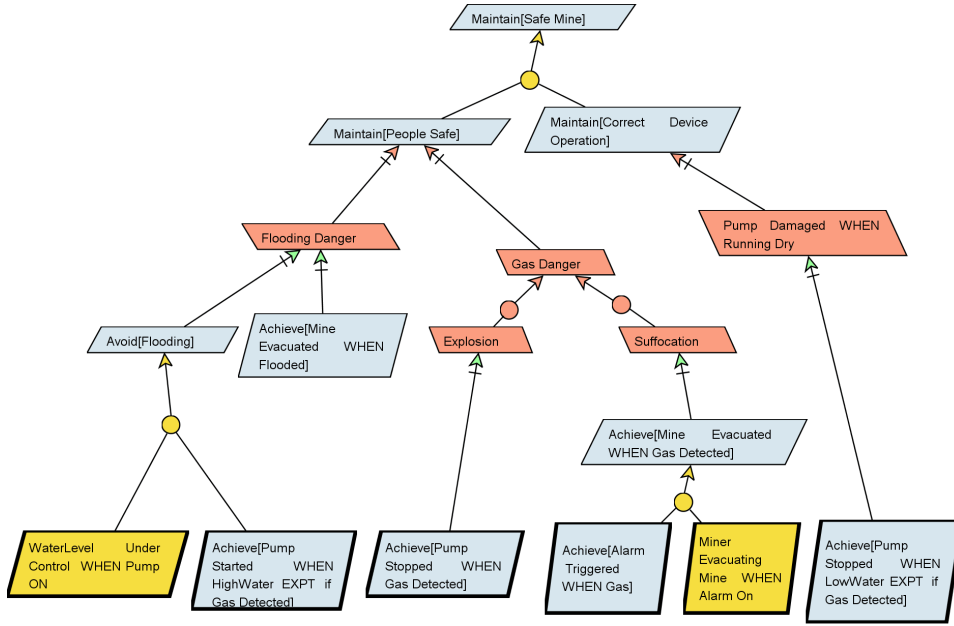 Maintain[Safe Mine]
Maintain[People Safe]
Maintain[Correct Device
Operation]
Flooding Danger
Gas Danger
Pump Damaged WHEN
Running Dry
Avoid[Flooding]
Achieve[Mine
Evacuated WHEN
Flooded]
Explosion
Suffocation
Achieve[Mine Evacuated
WHEN Gas Detected]
WaterLevel Under
Control WHEN Pump
ON
Achieve[Pump
Started WHEN
HighWater EXPT if
Gas Detected]
Achieve[Pump
Stopped WHEN
Gas Detected]
Achieve[Alarm
Triggered
WHEN Gas]
Miner
Evacuating
Mine WHEN
Alarm On
Achieve[Pump
Stopped WHEN
LowWater EXPT if
Gas Detected]